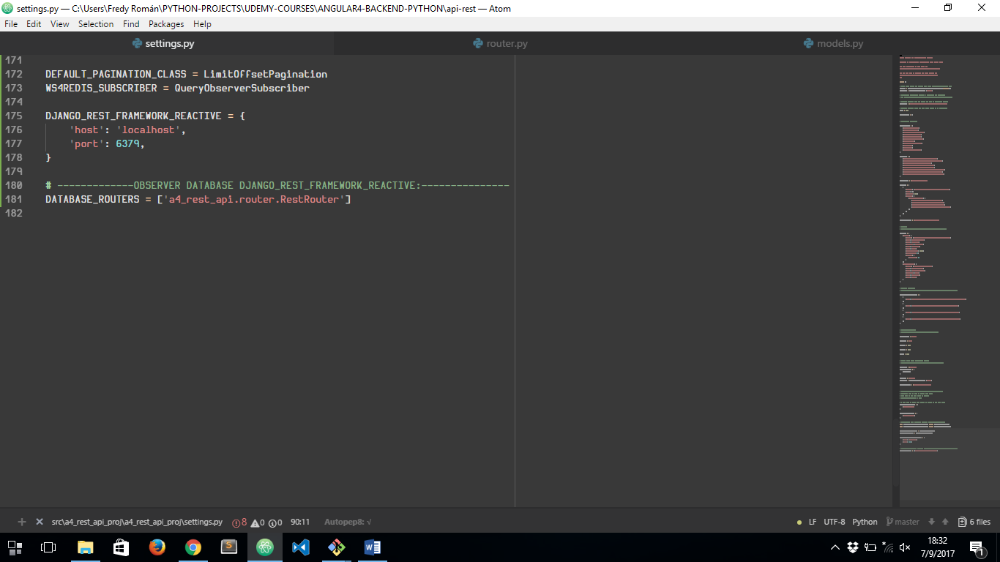 settings.py — C:\Users\Fredy Román\PYTHON-PROJECTS\UDEMY-COURSES\ANGULAR4-BACKEND-PYTHON\api-rest — Atom
File Edit View Selection Find Packages Help
settings.py router.py models.py
171
172 DEFAULT_PAGINATION_CLASS = LimitOffsetPagination
173 WS4REDIS_SUBSCRIBER = QueryObserverSubscriber
174
175 DJANGO_REST_FRAMEWORK_REACTIVE = {
176 'host': 'localhost',
177 'port': 6379,
178 }
179
180 # -------------OBSERVER DATABASE DJANGO_REST_FRAMEWORK_REACTIVE:---------------
181 DATABASE_ROUTERS = ['a4_rest_api.router.RestRouter']
182
src\a4_rest_api_proj\a4_rest_api_proj\settings.py 8 0 0 90:11 Autopep8: √ LF UTF-8 Python master 6 files
18:32
7/9/2017
1